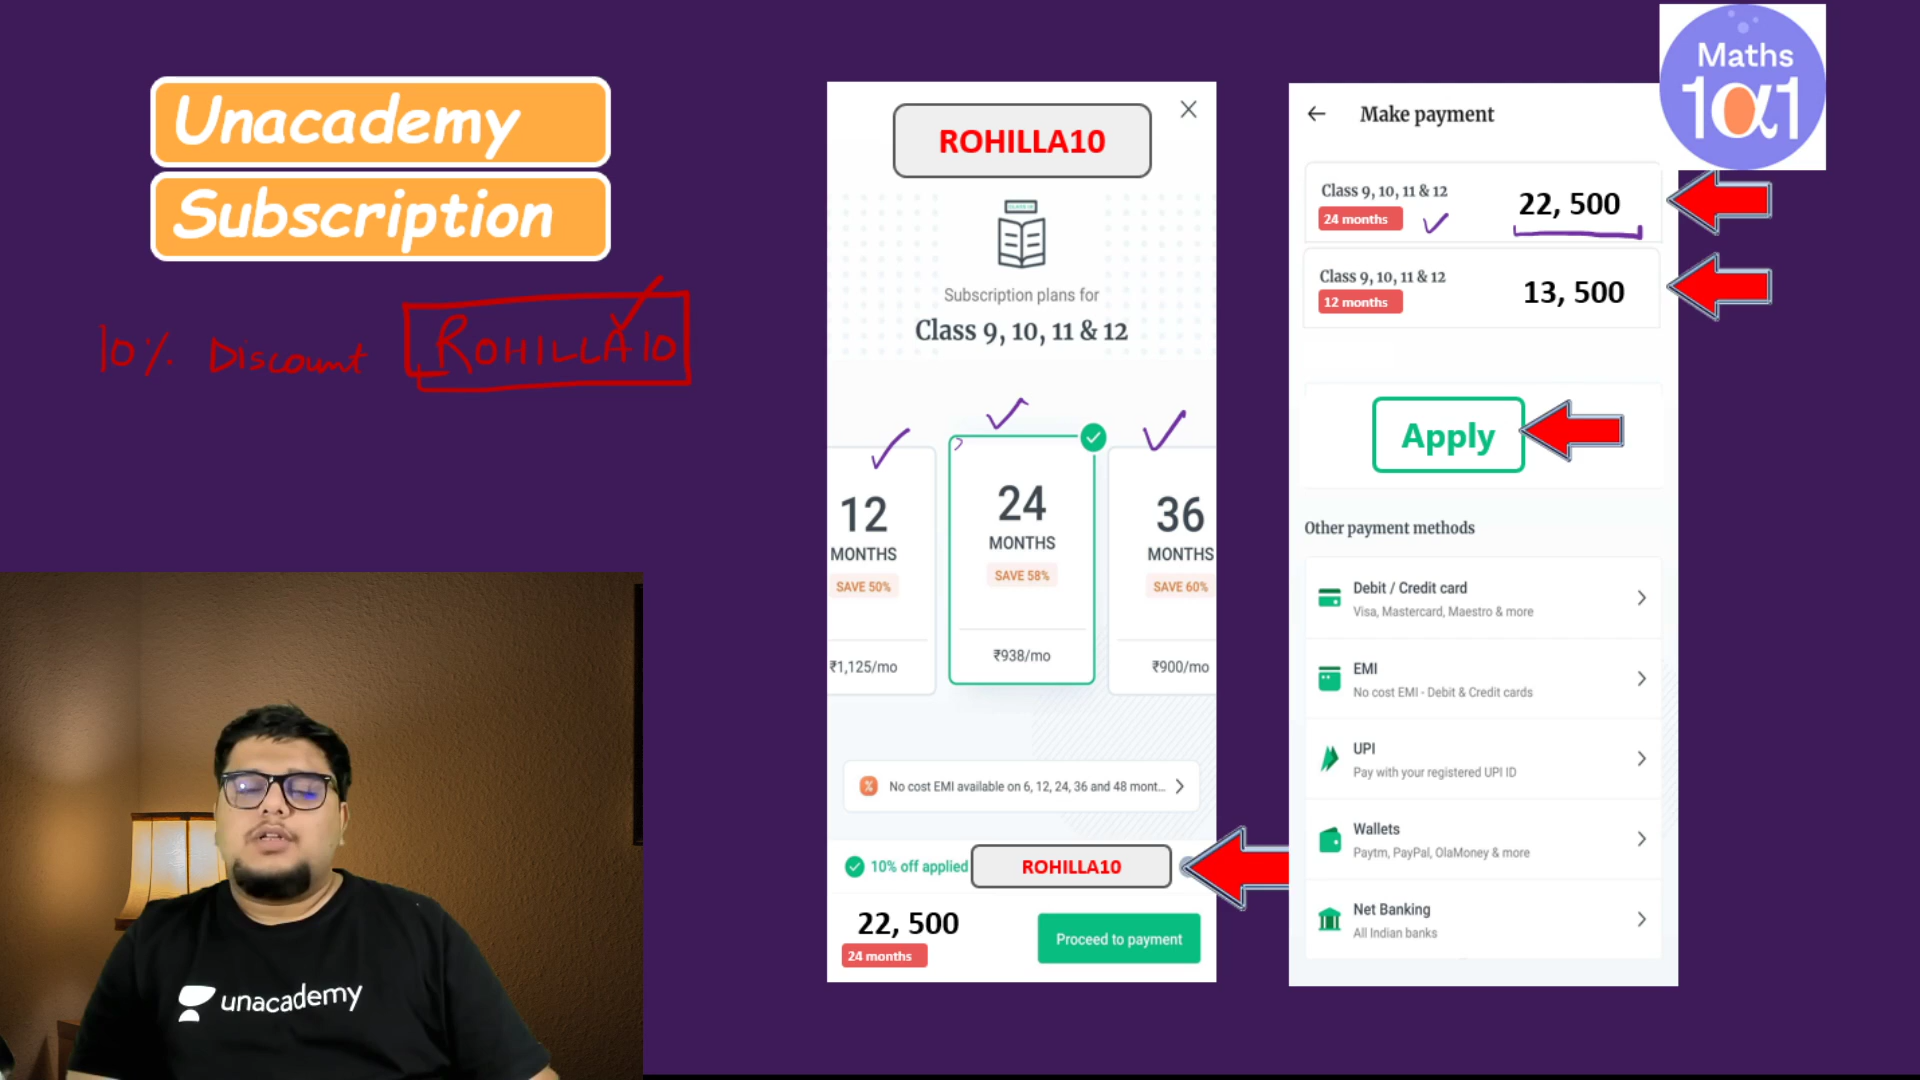 Unacademy
Subscription
10% Discount ROHILLA10
ROHILLA10
CLASS 12
Subscription plans for
Class 9, 10, 11 & 12
12
MONTHS
SAVE 50%
₹1,125/mo
24
MONTHS
SAVE 58%
₹938/mo
36
MONTHS
SAVE 60%
₹900/mo
No cost EMI available on 6, 12, 24, 36 and 48 mont...
10% off applied ROHILLA10
22, 500
24 months
Proceed to payment
Maths
1α1
Make payment
Class 9, 10, 11 & 12
24 months
22, 500
Class 9, 10, 11 & 12
12 months
13, 500
Apply
Other payment methods
Debit / Credit card
Visa, Mastercard, Maestro & more
EMI
No cost EMI - Debit & Credit cards
UPI
Pay with your registered UPI ID
Wallets
Paytm, PayPal, OlaMoney & more
Net Banking
All Indian banks
unacademy